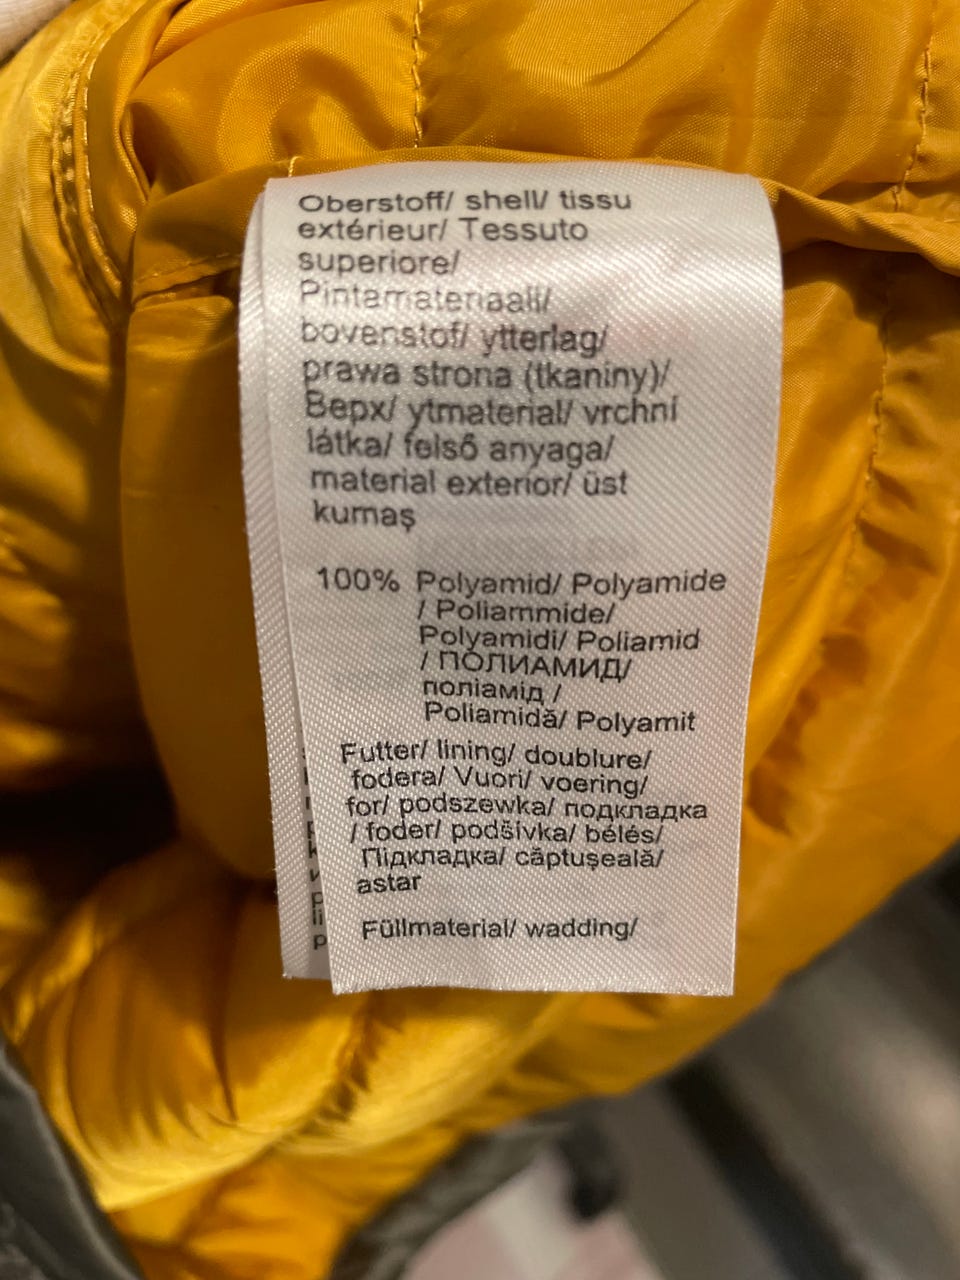 Oberstoff/ shell/ tissu
extérieur/ Tessuto
superiore/
Pintamateriaali/
bovenstof/ ytterlag/
prawa strona (tkaniny)/
Верх/ ytmaterial/ vrchní
látka/ felső anyaga/
material exterior/ üst
kumaş
100% Polyamid/ Polyamide
/ Poliammide/
Polyamidi/ Poliamid
/ ПОЛИАМИД/
поліамід /
Poliamidă/ Polyamit
Futter/ lining/ doublure/
fodera/ Vuori/ voering/
for/ podszewka/ подкладка
/ foder/ podšívka/ bélés/
Підкладка/ căptuşeală/
astar
Füllmaterial/ wadding/